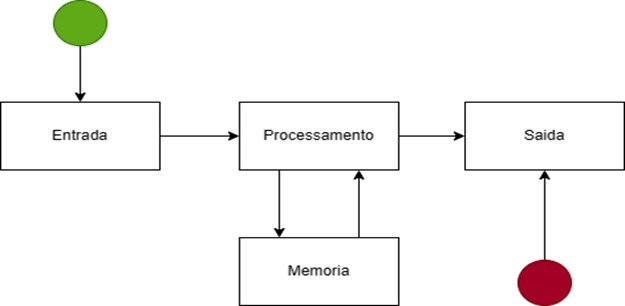 Entrada
Processamento
Saida
Memoria